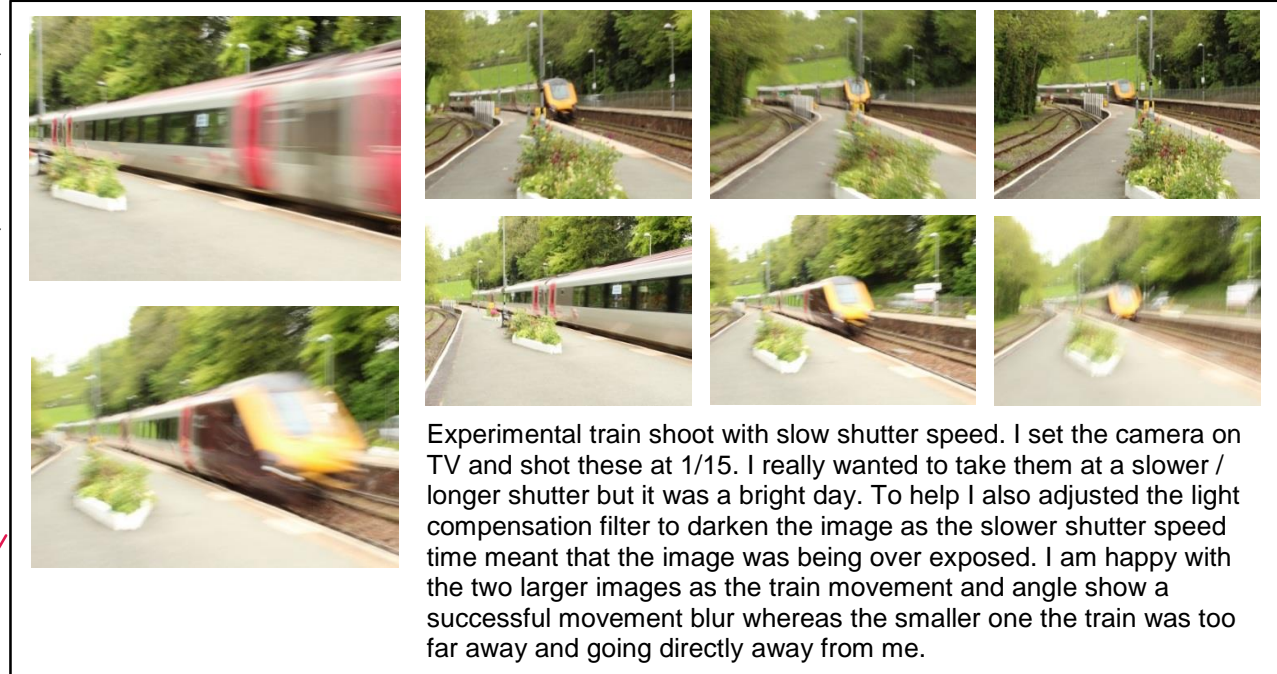 Experimental train shoot with slow shutter speed. I set the camera on
TV and shot these at 1/15. I really wanted to take them at a slower /
longer shutter but it was a bright day. To help I also adjusted the light
compensation filter to darken the image as the slower shutter speed
time meant that the image was being over exposed. I am happy with
the two larger images as the train movement and angle show a
successful movement blur whereas the smaller one the train was too
far away and going directly away from me.